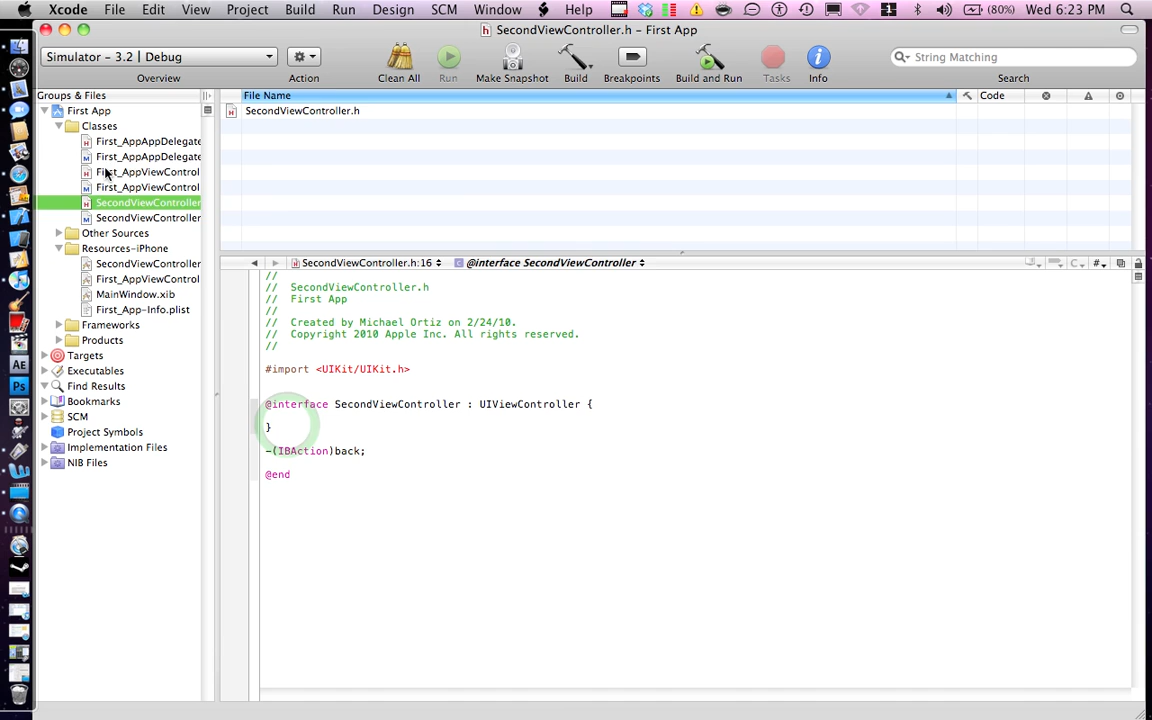 Xcode File Edit View Project Build Run Design SCM Window Help 1 (80%) Wed 6:23 PM
SecondViewController.h – First App
Simulator – 3.2 | Debug
String Matching
Overview Action Clean All Run Make Snapshot Build Breakpoints Build and Run Tasks Info Search
Groups & Files
File Name Code
First App
SecondViewController.h
Classes
First_AppAppDelegate
First_AppAppDelegate
First_AppViewControl
First_AppViewControl
SecondViewController
SecondViewController
Other Sources
Resources-iPhone
SecondViewController
First_AppViewControl
MainWindow.xib
First_App-Info.plist
Frameworks
Products
Targets
Executables
Find Results
Bookmarks
SCM
Project Symbols
Implementation Files
NIB Files
SecondViewController.h:16 @interface SecondViewController C #
//
// SecondViewController.h
// First App
//
// Created by Michael Ortiz on 2/24/10.
// Copyright 2010 Apple Inc. All rights reserved.
//
#import <UIKit/UIKit.h>
@interface SecondViewController : UIViewController {
}
-(IBAction)back;
@end
AE
Ps